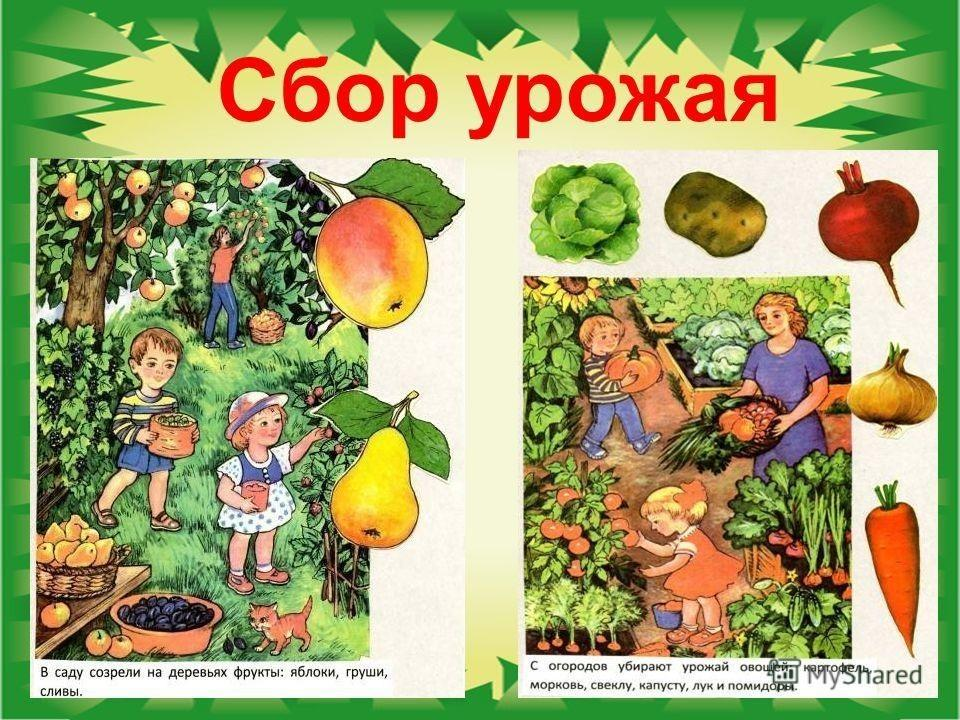 Сбор урожая
В саду созрели на деревьях фрукты: яблоки, груши,
сливы.
С огородов убирают урожай овощей: картофель,
морковь, свеклу, капусту, лук и помидоры.
MyShared